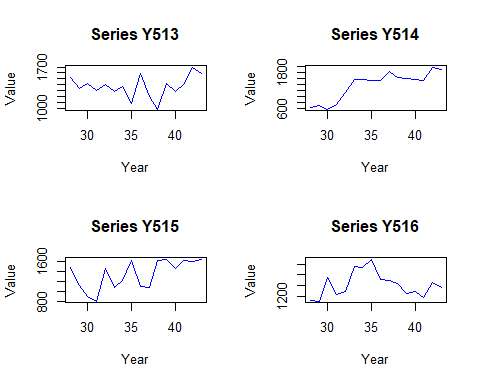 Series Y513
Value
1000 1700
30 35 40
Year
Series Y514
Value
600 1800
30 35 40
Year
Series Y515
Value
800 1600
30 35 40
Year
Series Y516
Value
1200
30 35 40
Year